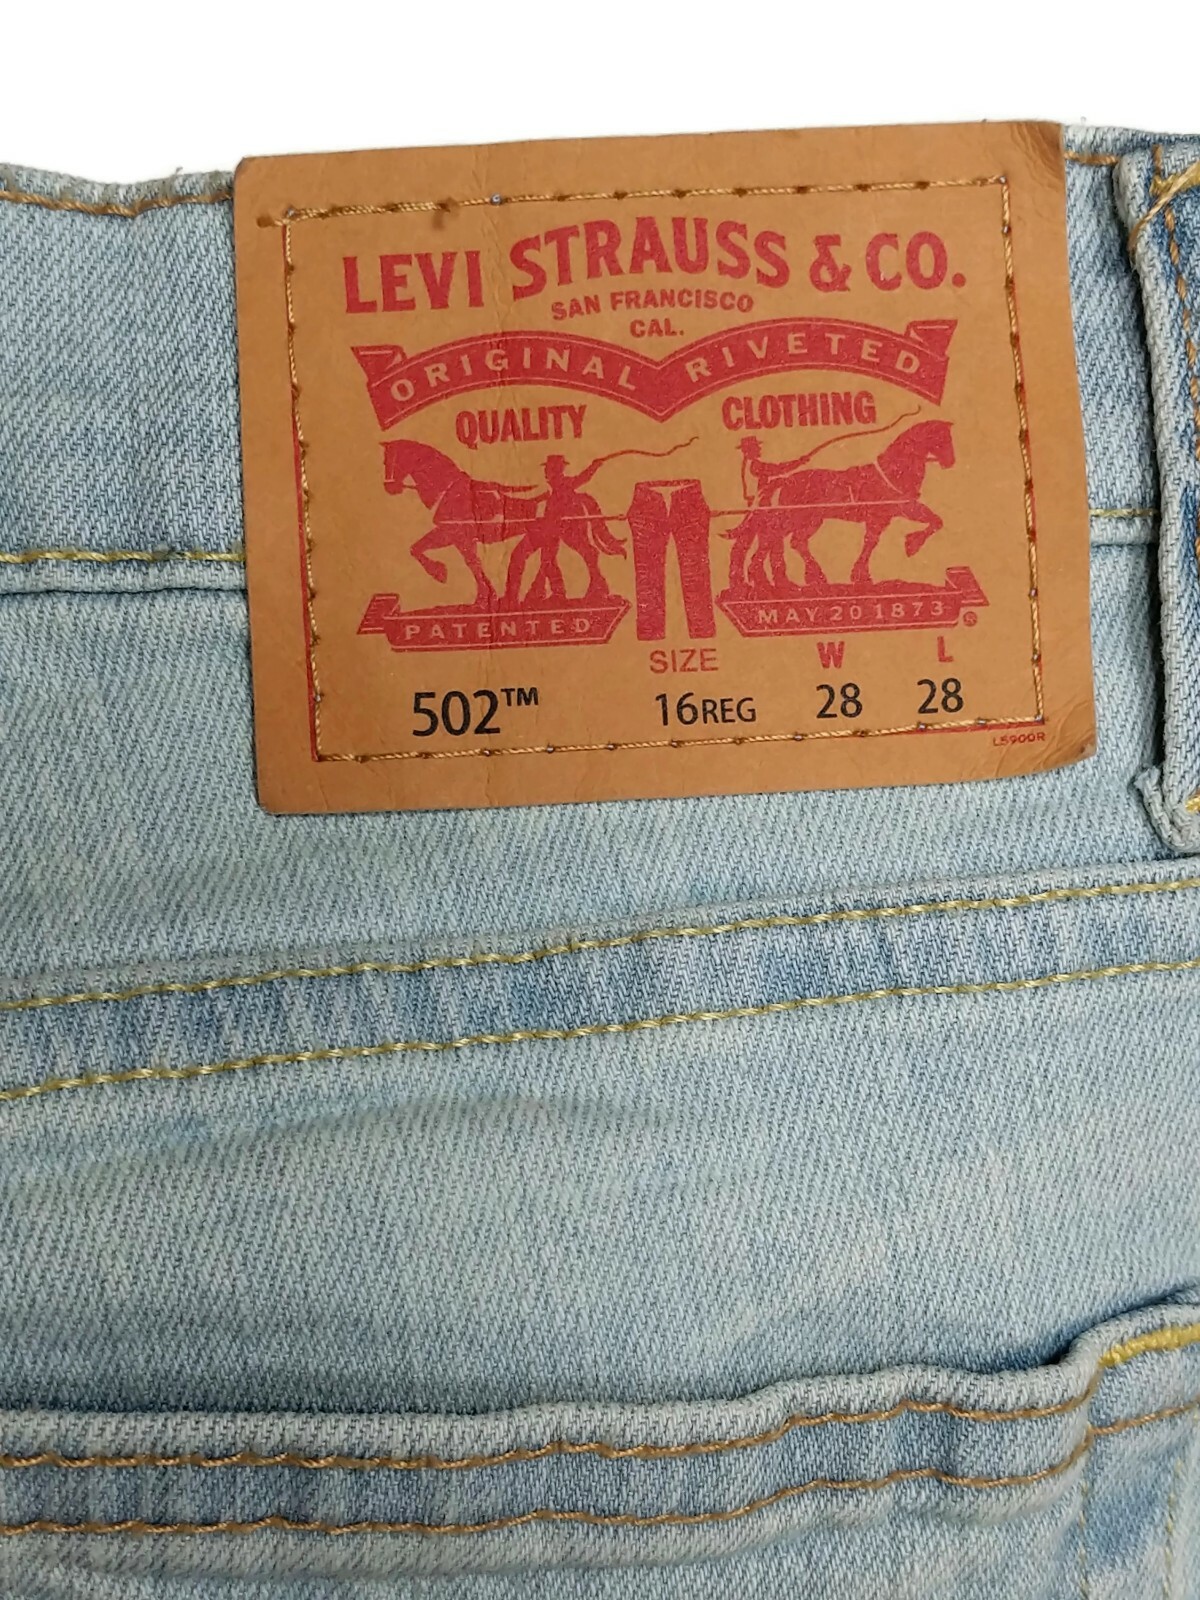 LEVI STRAUSS & CO.
SAN FRANCISCO
CAL.
ORIGINAL RIVETED
QUALITY CLOTHING
PATENTED MAY 20 1873 ®
SIZE W L
502™ 16REG 28 28
L5900R